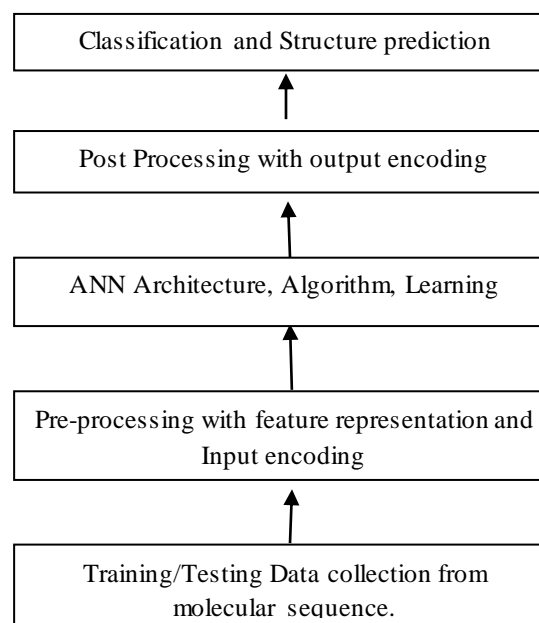 Classification and Structure prediction
Post Processing with output encoding
ANN Architecture, Algorithm, Learning
Pre-processing with feature representation and
Input encoding
Training/Testing Data collection from
molecular sequence.